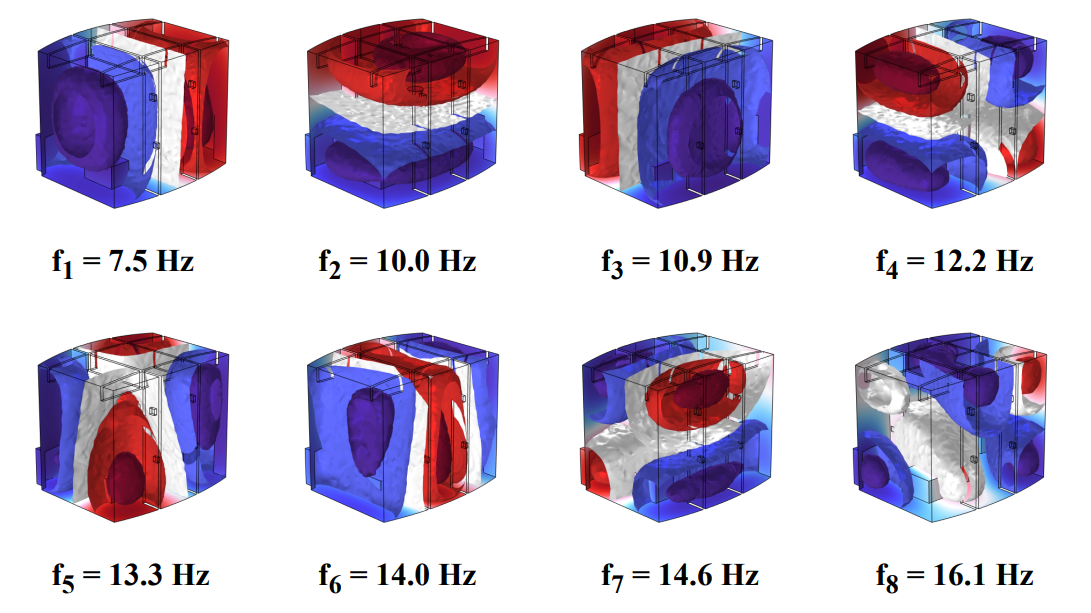 f1 = 7.5 Hz
f2 = 10.0 Hz
f3 = 10.9 Hz
f4 = 12.2 Hz
f5 = 13.3 Hz
f6 = 14.0 Hz
f7 = 14.6 Hz
f8 = 16.1 Hz